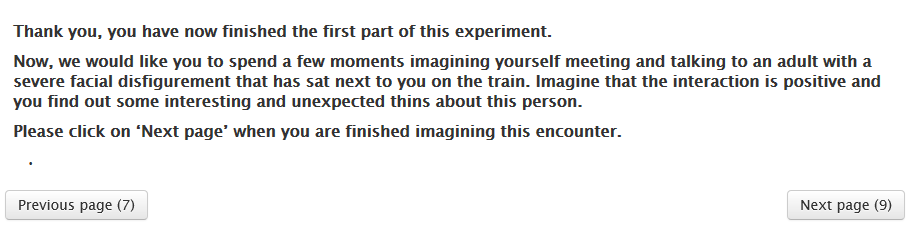 Thank you, you have now finished the first part of this experiment.
Now, we would like you to spend a few moments imagining yourself meeting and talking to an adult with a
severe facial disfigurement that has sat next to you on the train. Imagine that the interaction is positive and
you find out some interesting and unexpected thins about this person.
Please click on ‘Next page’ when you are finished imagining this encounter.
.
Previous page (7)
Next page (9)